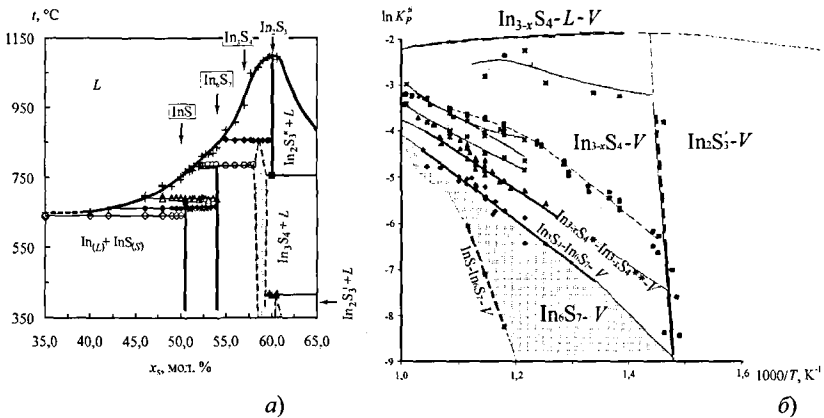 t, °C
1150
1050
950
850
750
650
550
450
350
35,0
40,0
45,0
50,0
55,0
60,0
65,0
xS, мол. %
а)
L
InS
In6S7
In3S4
In2S3
In(L) + InS(S)
In2S3'' + L
In3S4 + L
In2S3' + L
ln Kp#
-1
-2
-3
-4
-5
-6
-7
-8
-9
1,0
1,2
1,4
1,6
1000/T, K-1
б)
In3-xS4 - L - V
In3-xS4 - V
In2S3' - V
In3-xS4*-In3-xS4**-V
In3S4-In6S7-V
InS-In6S7-V
In6S7 - V